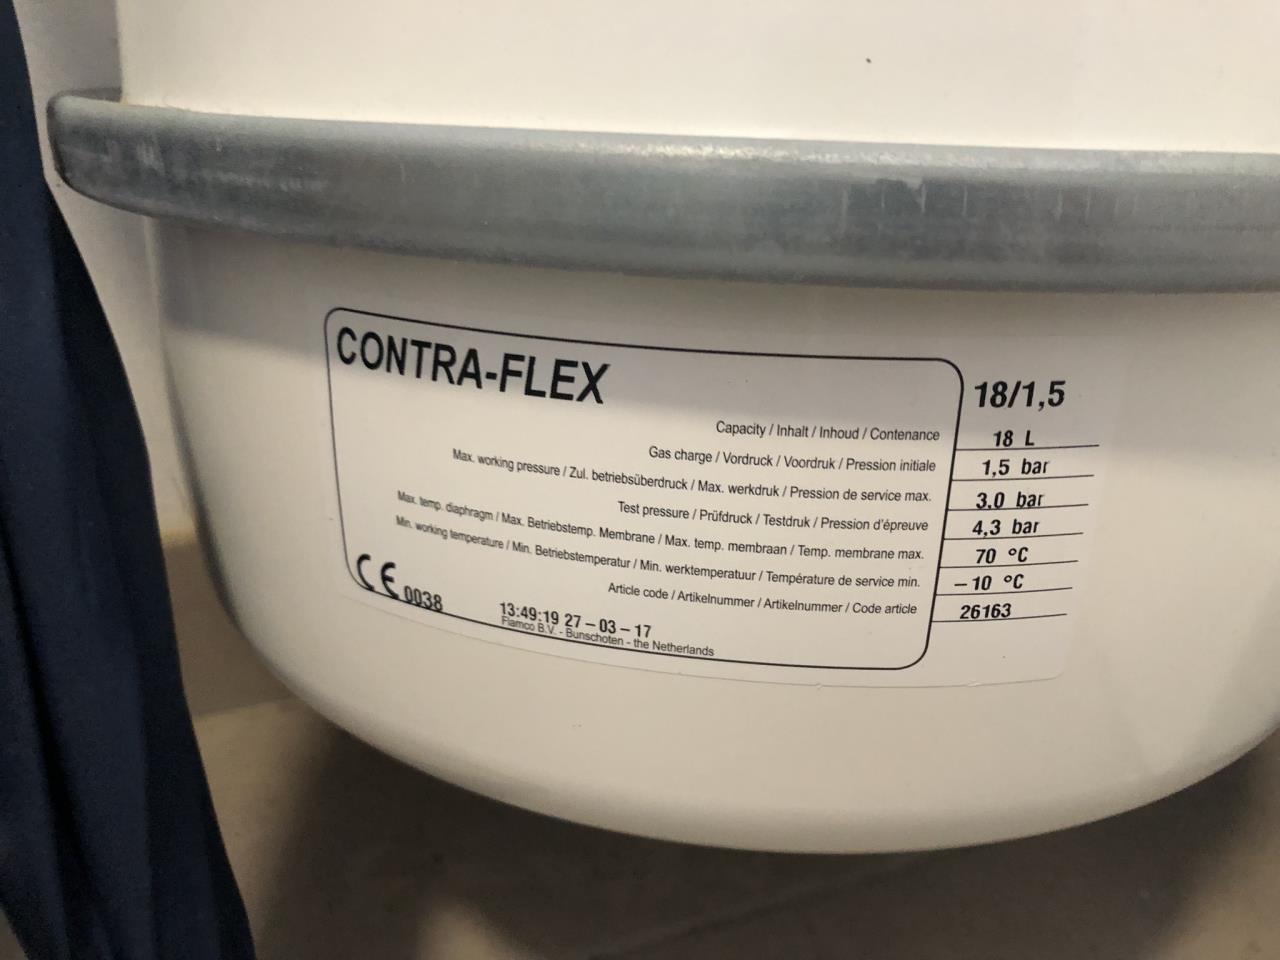 CONTRA-FLEX 18/1,5
Capacity / Inhalt / Inhoud / Contenance 18 L
Gas charge / Vordruck / Voordruk / Pression initiale 1,5 bar
Max. working pressure / Zul. betriebsüberdruck / Max. werkdruk / Pression de service max. 3.0 bar
Test pressure / Prüfdruck / Testdruk / Pression d'épreuve 4,3 bar
Max. temp. diaphragm / Max. Betriebstemp. Membrane / Max. temp. membraan / Temp. membrane max. 70 °C
Min. working temperature / Min. Betriebstemperatur / Min. werktemperatuur / Température de service min. – 10 °C
Article code / Artikelnummer / Artikelnummer / Code article 26163
CE 0038
13:49:19 27 – 03 – 17
Flamco B.V. - Bunschoten - the Netherlands